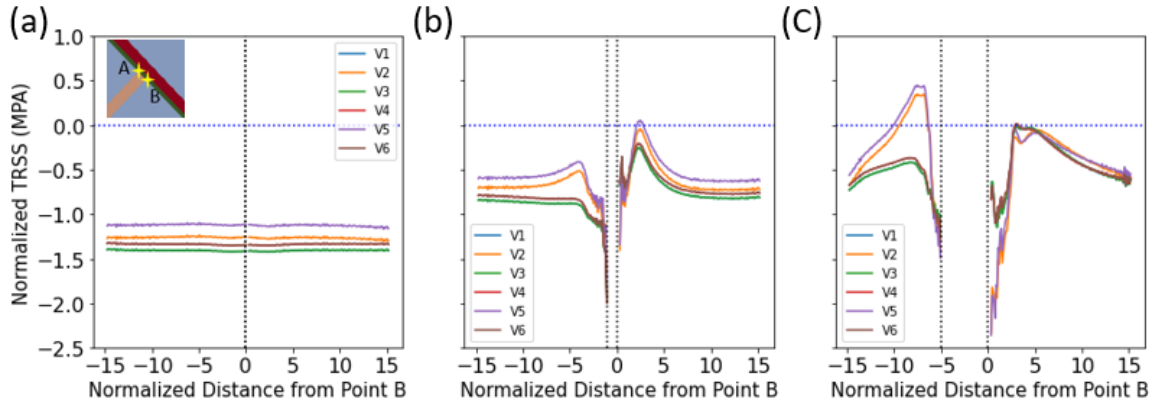 (a)
(b)
(C)
Normalized TRSS (MPA)
1.0
0.5
0.0
−0.5
−1.0
−1.5
−2.0
−2.5
A
B
V1
V2
V3
V4
V5
V6
−15 −10 −5 0 5 10 15
Normalized Distance from Point B
V1
V2
V3
V4
V5
V6
−15 −10 −5 0 5 10 15
Normalized Distance from Point B
V1
V2
V3
V4
V5
V6
−15 −10 −5 0 5 10 15
Normalized Distance from Point B